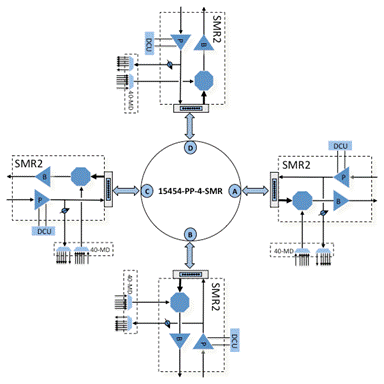 SMR2
DCU
P
B
40-MD
D
SMR2
B
P
DCU
40-MD
C
15454-PP-4-SMR
A
DCU
SMR2
P
B
40-MD
B
40-MD
SMR2
B
P
DCU